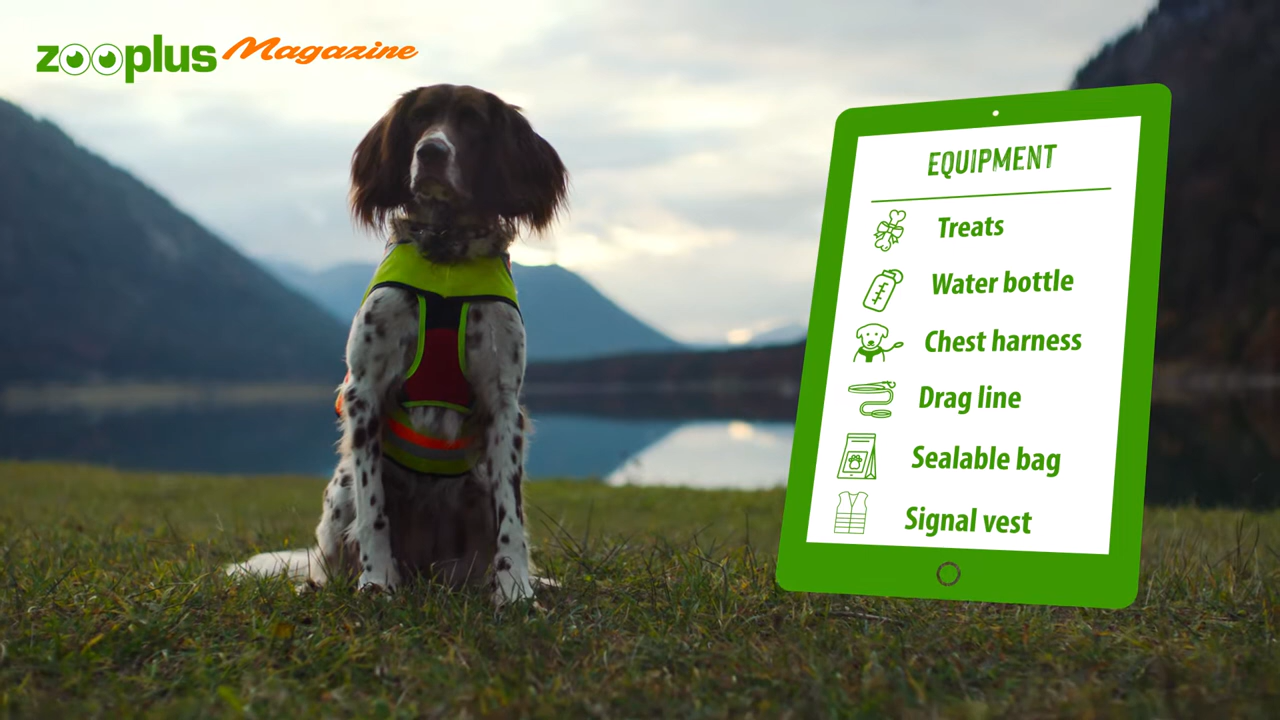 zooplus Magazine
EQUIPMENT
Treats
Water bottle
Chest harness
Drag line
Sealable bag
Signal vest